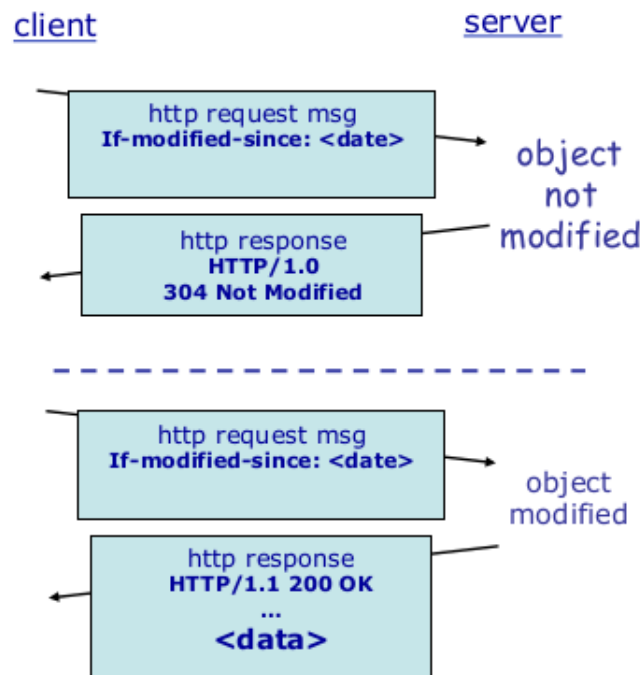 client
server
http request msg
If-modified-since: <date>
object
not
modified
http response
HTTP/1.0
304 Not Modified
http request msg
If-modified-since: <date>
object
modified
http response
HTTP/1.1 200 OK
...
<data>